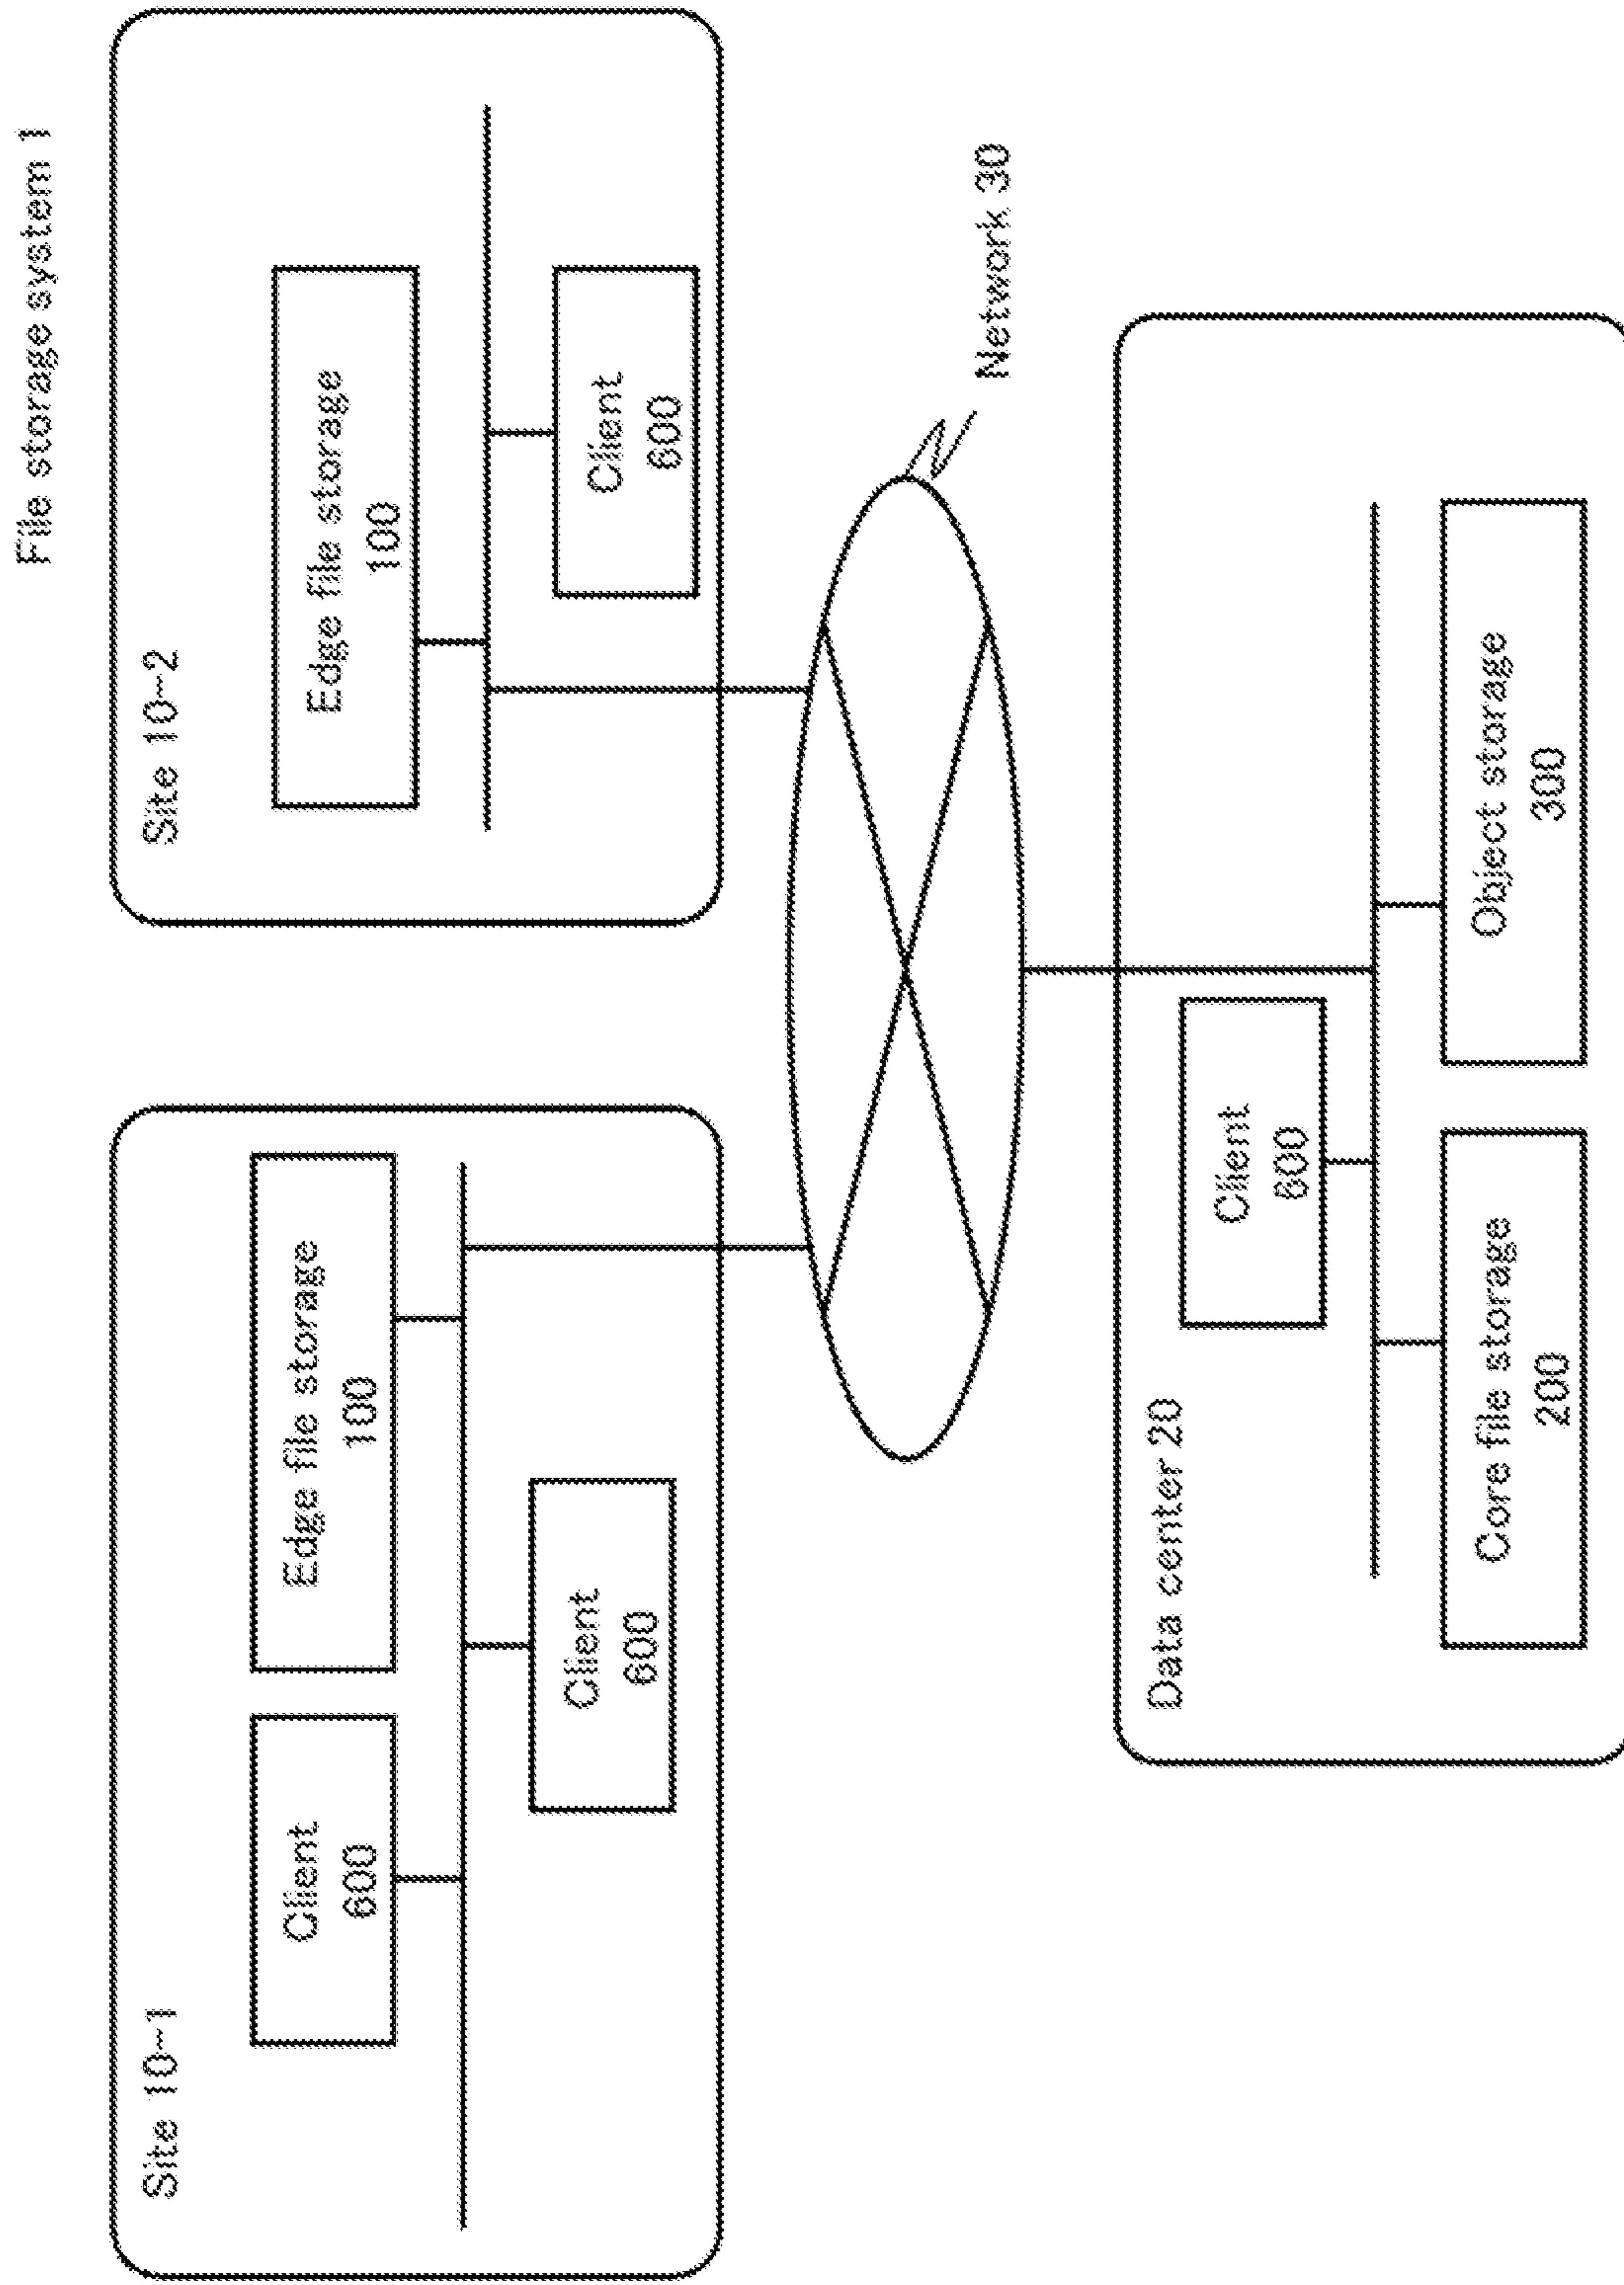 File storage system 1
Site 10-1
Client
600
Edge file storage
100
Client
600
Site 10-2
Edge file storage
100
Client
600
Network 30
Data center 20
Client
600
Core file storage
200
Object storage
300